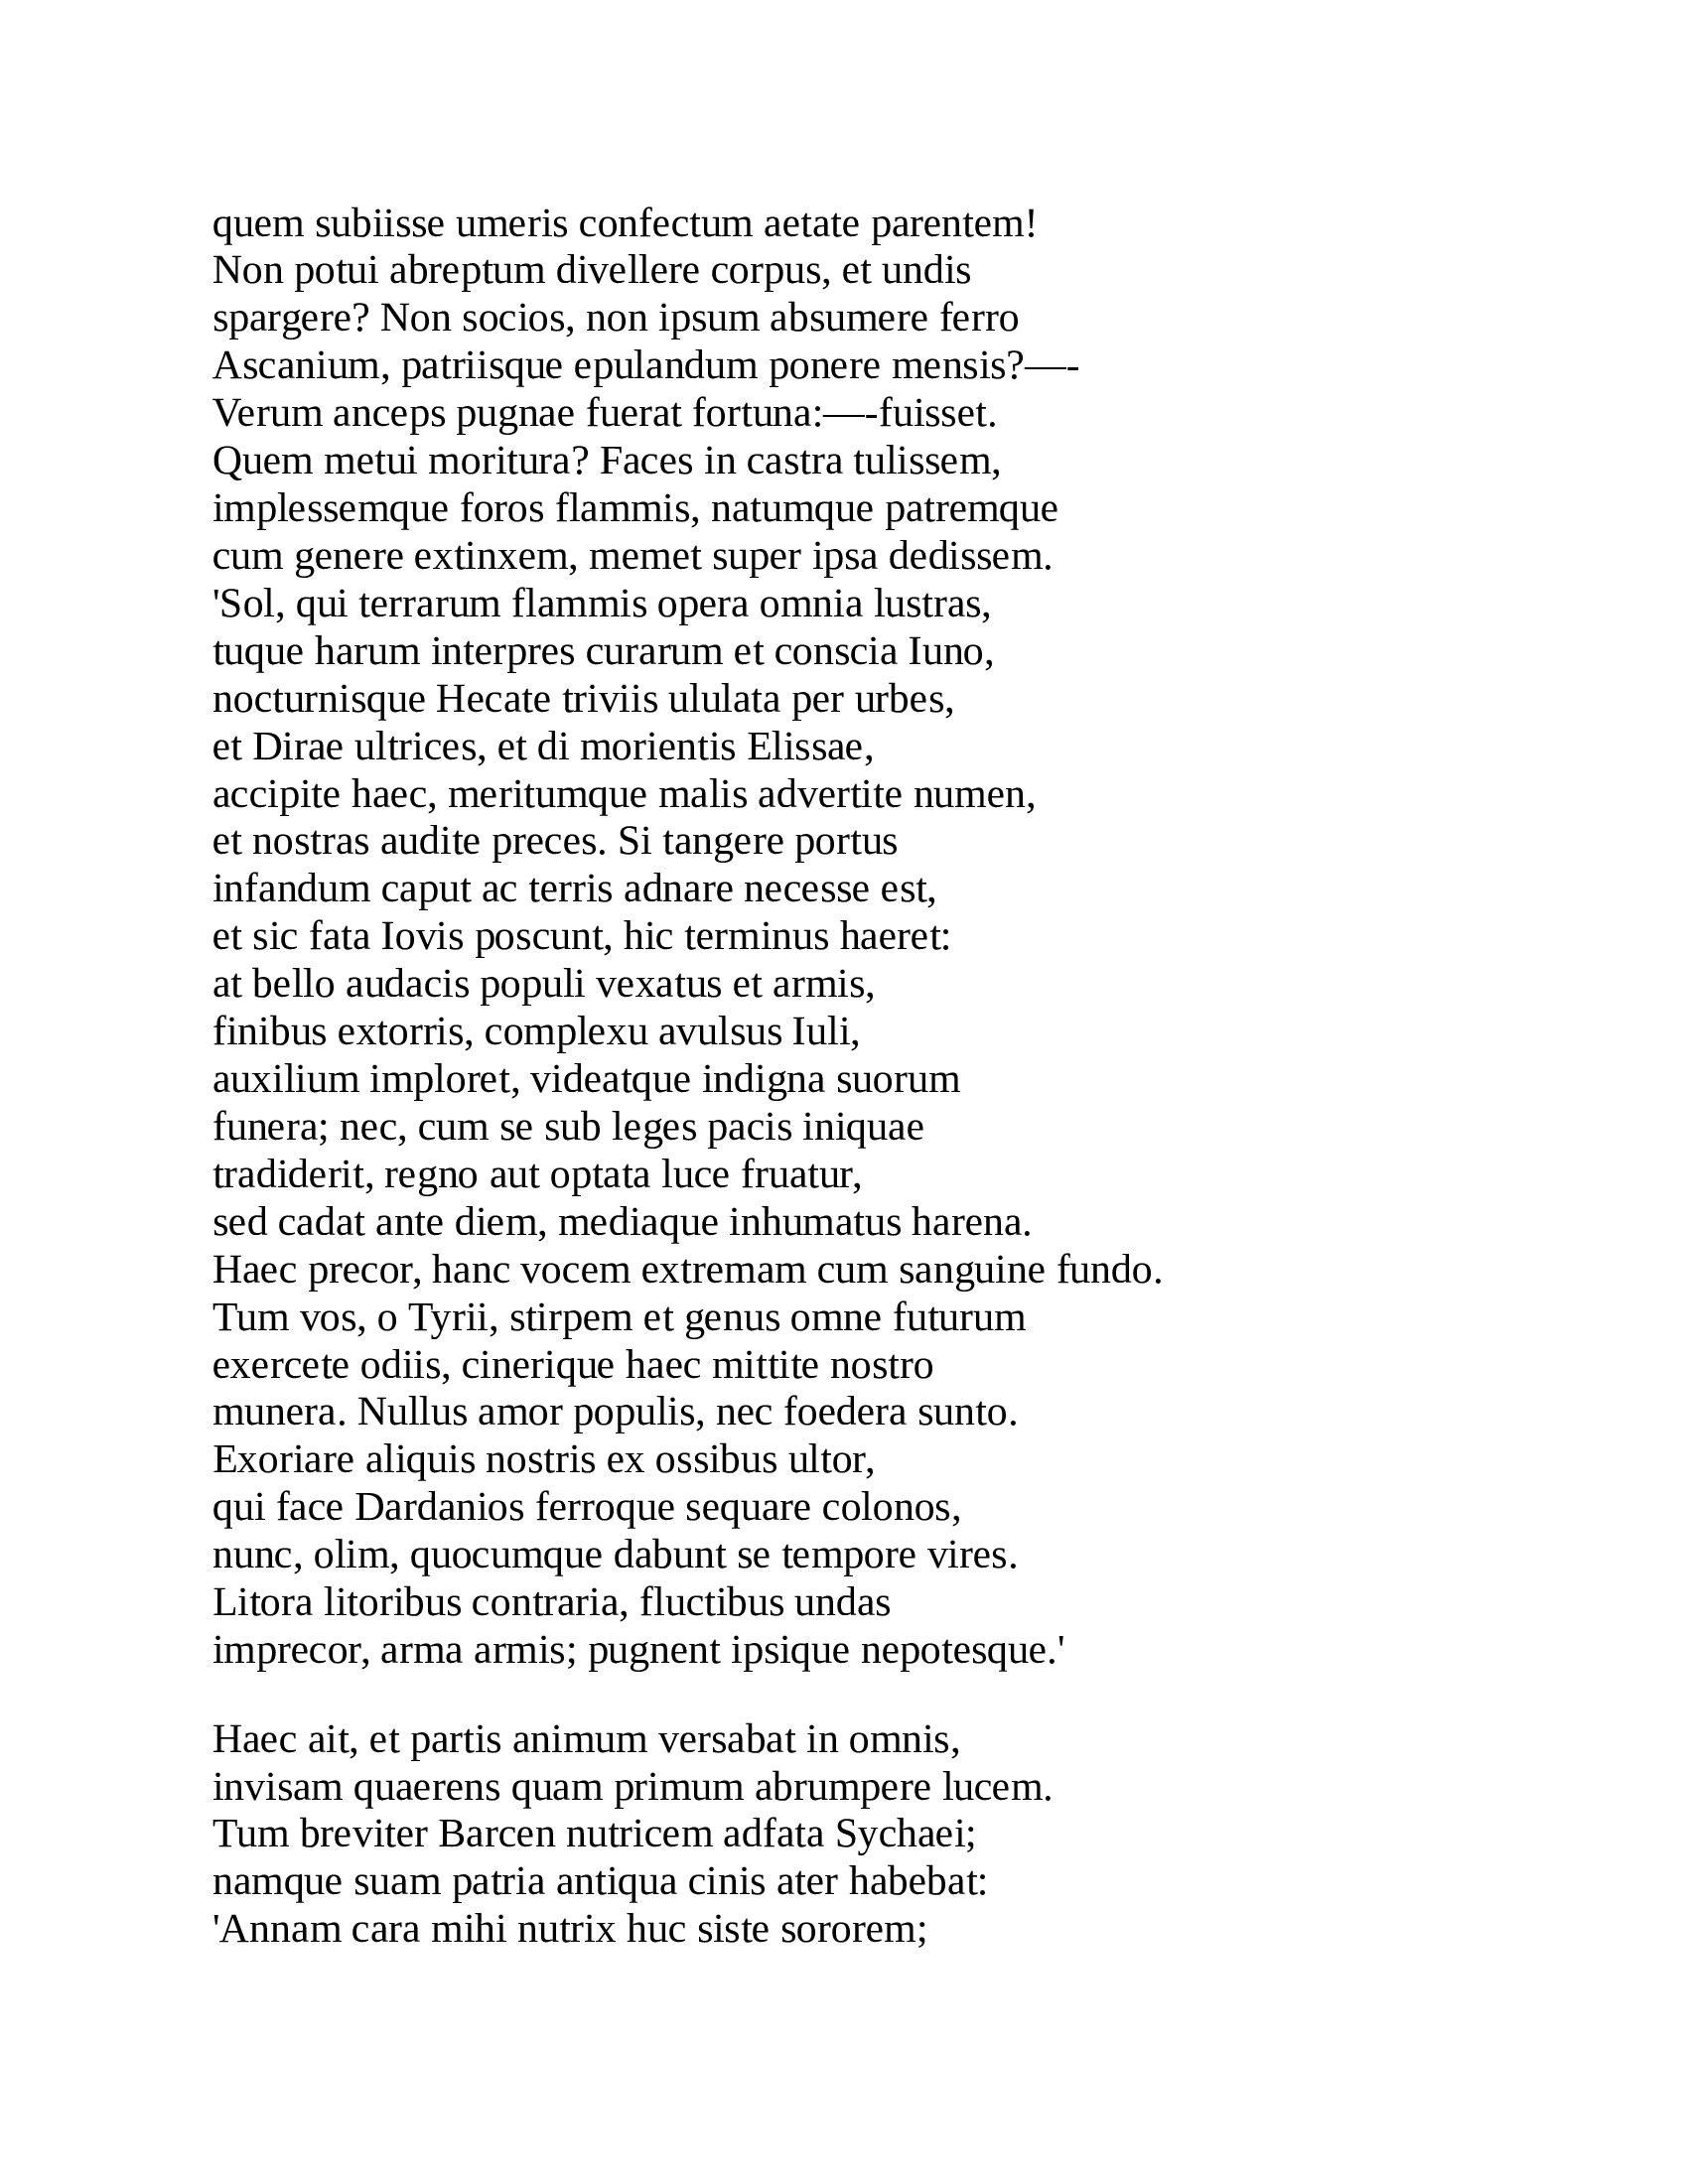 quem subiisse umeris confectum aetate parentem!
Non potui abreptum divellere corpus, et undis
spargere? Non socios, non ipsum absumere ferro
Ascanium, patriisque epulandum ponere mensis?—-
Verum anceps pugnae fuerat fortuna:—-fuisset.
Quem metui moritura? Faces in castra tulissem,
implessemque foros flammis, natumque patremque
cum genere extinxem, memet super ipsa dedissem.
'Sol, qui terrarum flammis opera omnia lustras,
tuque harum interpres curarum et conscia Iuno,
nocturnisque Hecate triviis ululata per urbes,
et Dirae ultrices, et di morientis Elissae,
accipite haec, meritumque malis advertite numen,
et nostras audite preces. Si tangere portus
infandum caput ac terris adnare necesse est,
et sic fata Iovis poscunt, hic terminus haeret:
at bello audacis populi vexatus et armis,
finibus extorris, complexu avulsus Iuli,
auxilium imploret, videatque indigna suorum
funera; nec, cum se sub leges pacis iniquae
tradiderit, regno aut optata luce fruatur,
sed cadat ante diem, mediaque inhumatus harena.
Haec precor, hanc vocem extremam cum sanguine fundo.
Tum vos, o Tyrii, stirpem et genus omne futurum
exercete odiis, cinerique haec mittite nostro
munera. Nullus amor populis, nec foedera sunto.
Exoriare aliquis nostris ex ossibus ultor,
qui face Dardanios ferroque sequare colonos,
nunc, olim, quocumque dabunt se tempore vires.
Litora litoribus contraria, fluctibus undas
imprecor, arma armis; pugnent ipsique nepotesque.'
Haec ait, et partis animum versabat in omnis,
invisam quaerens quam primum abrumpere lucem.
Tum breviter Barcen nutricem adfata Sychaei;
namque suam patria antiqua cinis ater habebat:
'Annam cara mihi nutrix huc siste sororem;